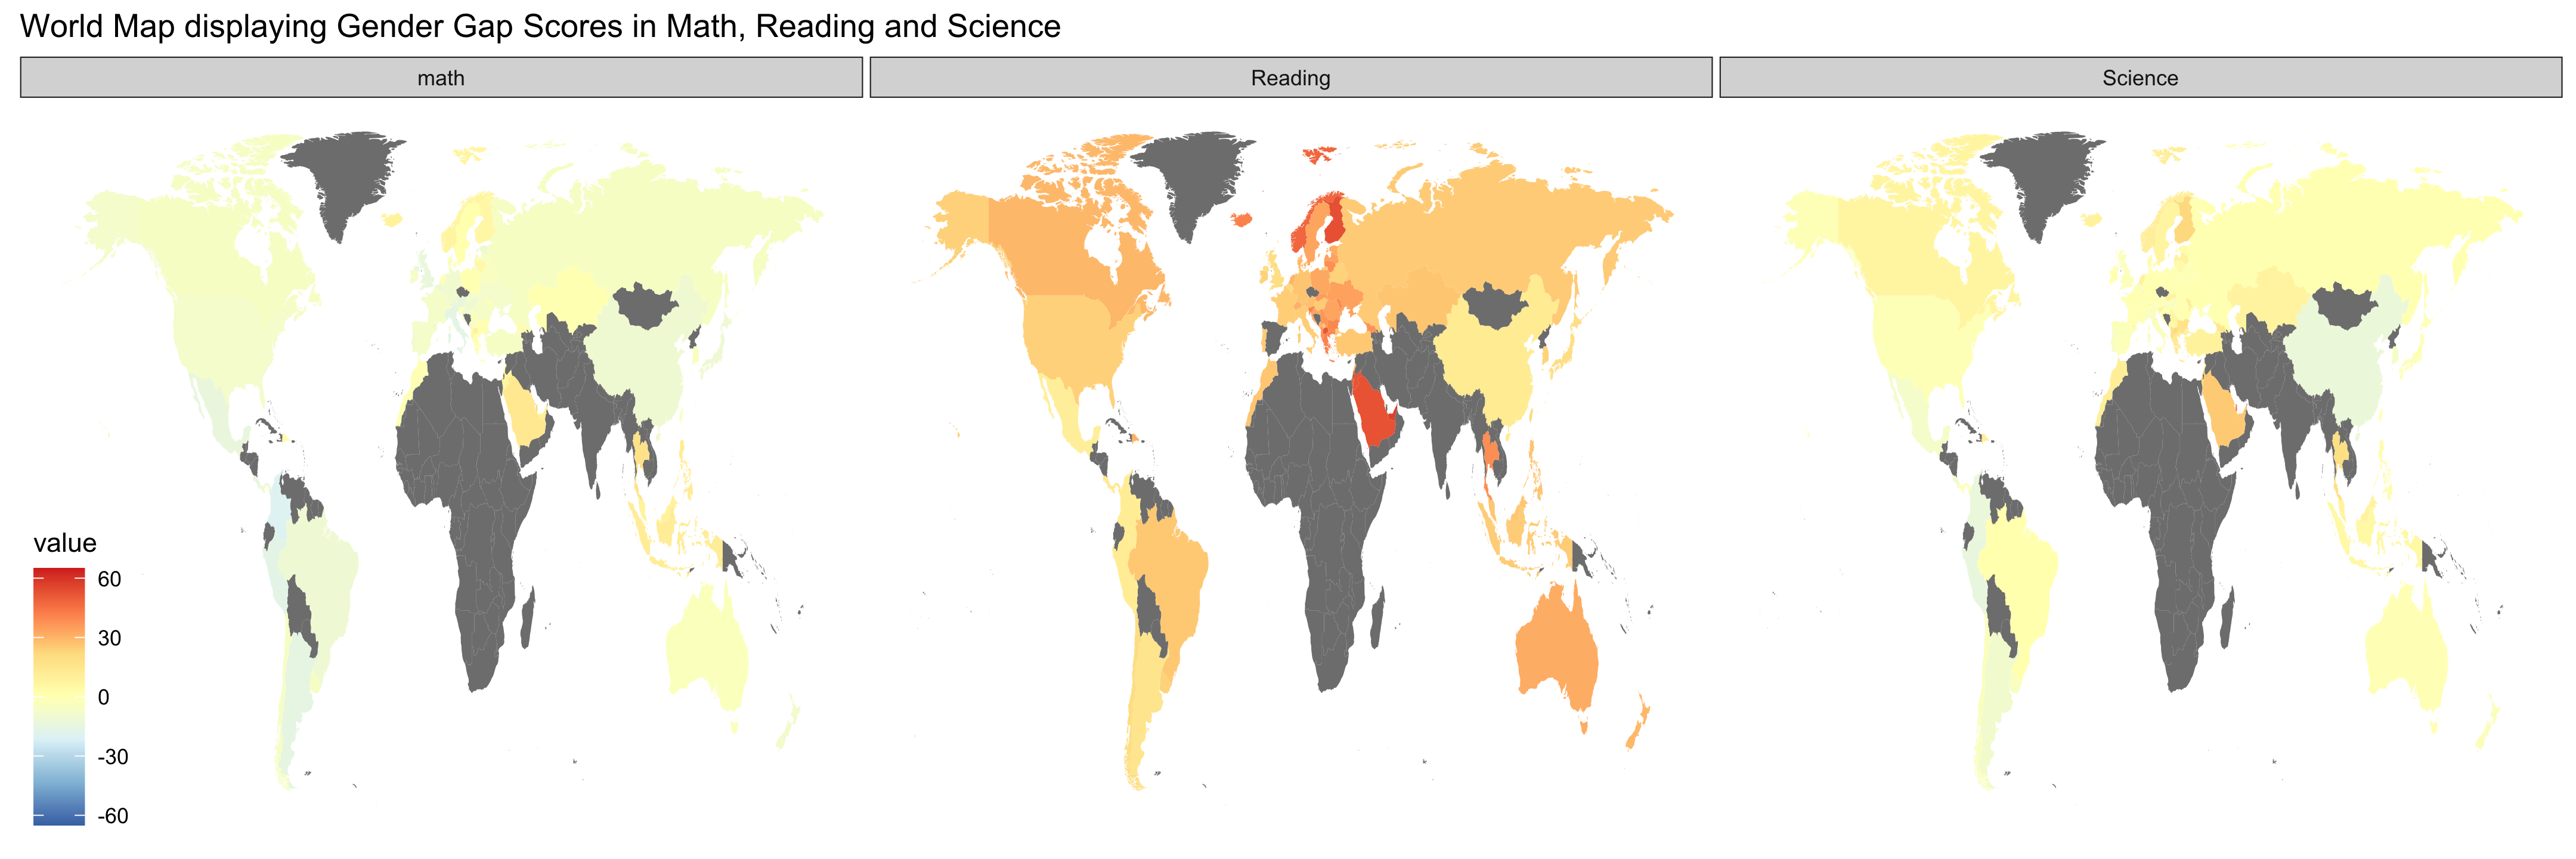 World Map displaying Gender Gap Scores in Math, Reading and Science
math
Reading
Science
value
60
30
0
-30
-60